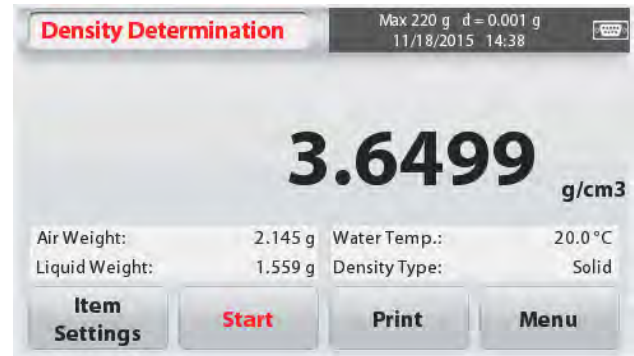 Density Determination
Max 220 g d = 0.001 g
11/18/2015 14:38
3.6499
g/cm3
Air Weight: 2.145 g Water Temp.: 20.0 °C
Liquid Weight: 1.559 g Density Type: Solid
Item
Settings
Start
Print
Menu